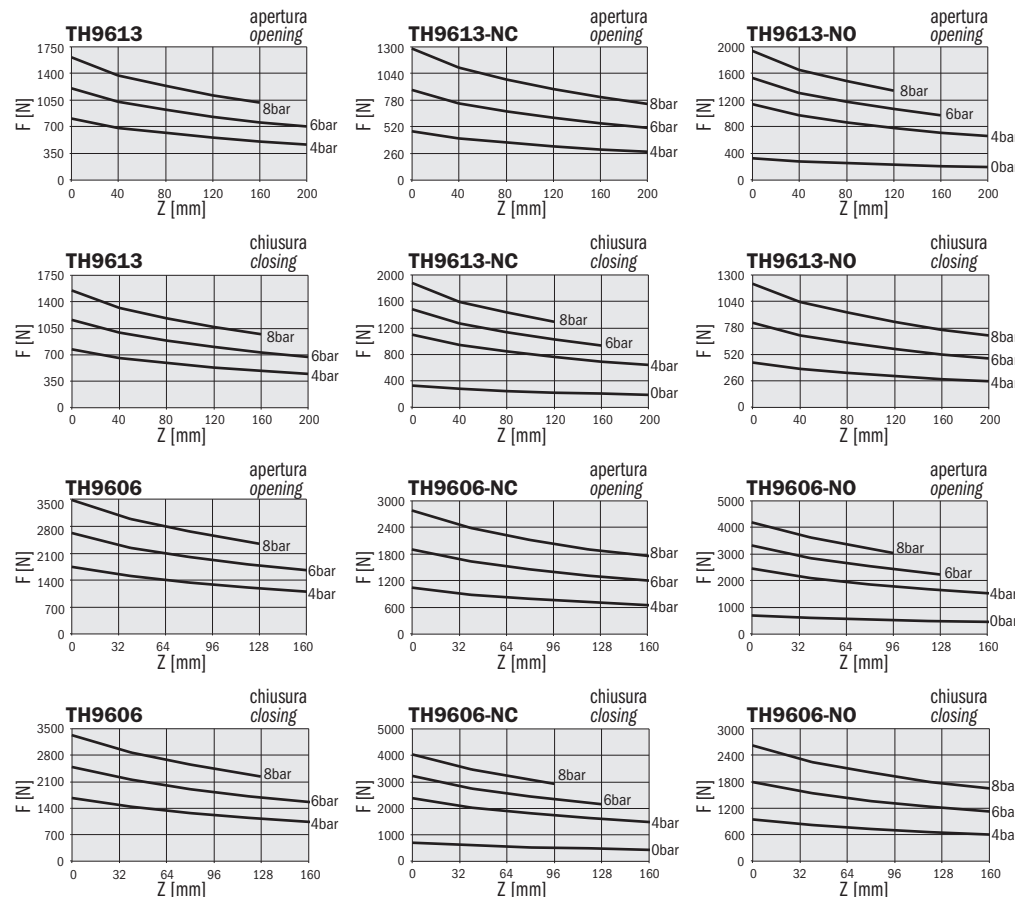 TH9613
apertura
opening
F [N]
1750
1400
1050
700
350
0
8bar
6bar
4bar
0 40 80 120 160 200
Z [mm]
TH9613-NC
apertura
opening
F [N]
1300
1040
780
520
260
0
8bar
6bar
4bar
0 40 80 120 160 200
Z [mm]
TH9613-NO
apertura
opening
F [N]
2000
1600
1200
800
400
0
8bar
6bar
4bar
0bar
0 40 80 120 160 200
Z [mm]
TH9613
chiusura
closing
F [N]
1750
1400
1050
700
350
0
8bar
6bar
4bar
0 40 80 120 160 200
Z [mm]
TH9613-NC
chiusura
closing
F [N]
2000
1600
1200
800
400
0
8bar
6bar
4bar
0bar
0 40 80 120 160 200
Z [mm]
TH9613-NO
chiusura
closing
F [N]
1300
1040
780
520
260
0
8bar
6bar
4bar
0 40 80 120 160 200
Z [mm]
TH9606
apertura
opening
F [N]
3500
2800
2100
1400
700
0
8bar
6bar
4bar
0 32 64 96 128 160
Z [mm]
TH9606-NC
apertura
opening
F [N]
3000
2400
1800
1200
600
0
8bar
6bar
4bar
0 32 64 96 128 160
Z [mm]
TH9606-NO
apertura
opening
F [N]
5000
4000
3000
2000
1000
0
8bar
6bar
4bar
0bar
0 32 64 96 128 160
Z [mm]
TH9606
chiusura
closing
F [N]
3500
2800
2100
1400
700
0
8bar
6bar
4bar
0 32 64 96 128 160
Z [mm]
TH9606-NC
chiusura
closing
F [N]
5000
4000
3000
2000
1000
0
8bar
6bar
4bar
0bar
0 32 64 96 128 160
Z [mm]
TH9606-NO
chiusura
closing
F [N]
3000
2400
1800
1200
600
0
8bar
6bar
4bar
0 32 64 96 128 160
Z [mm]